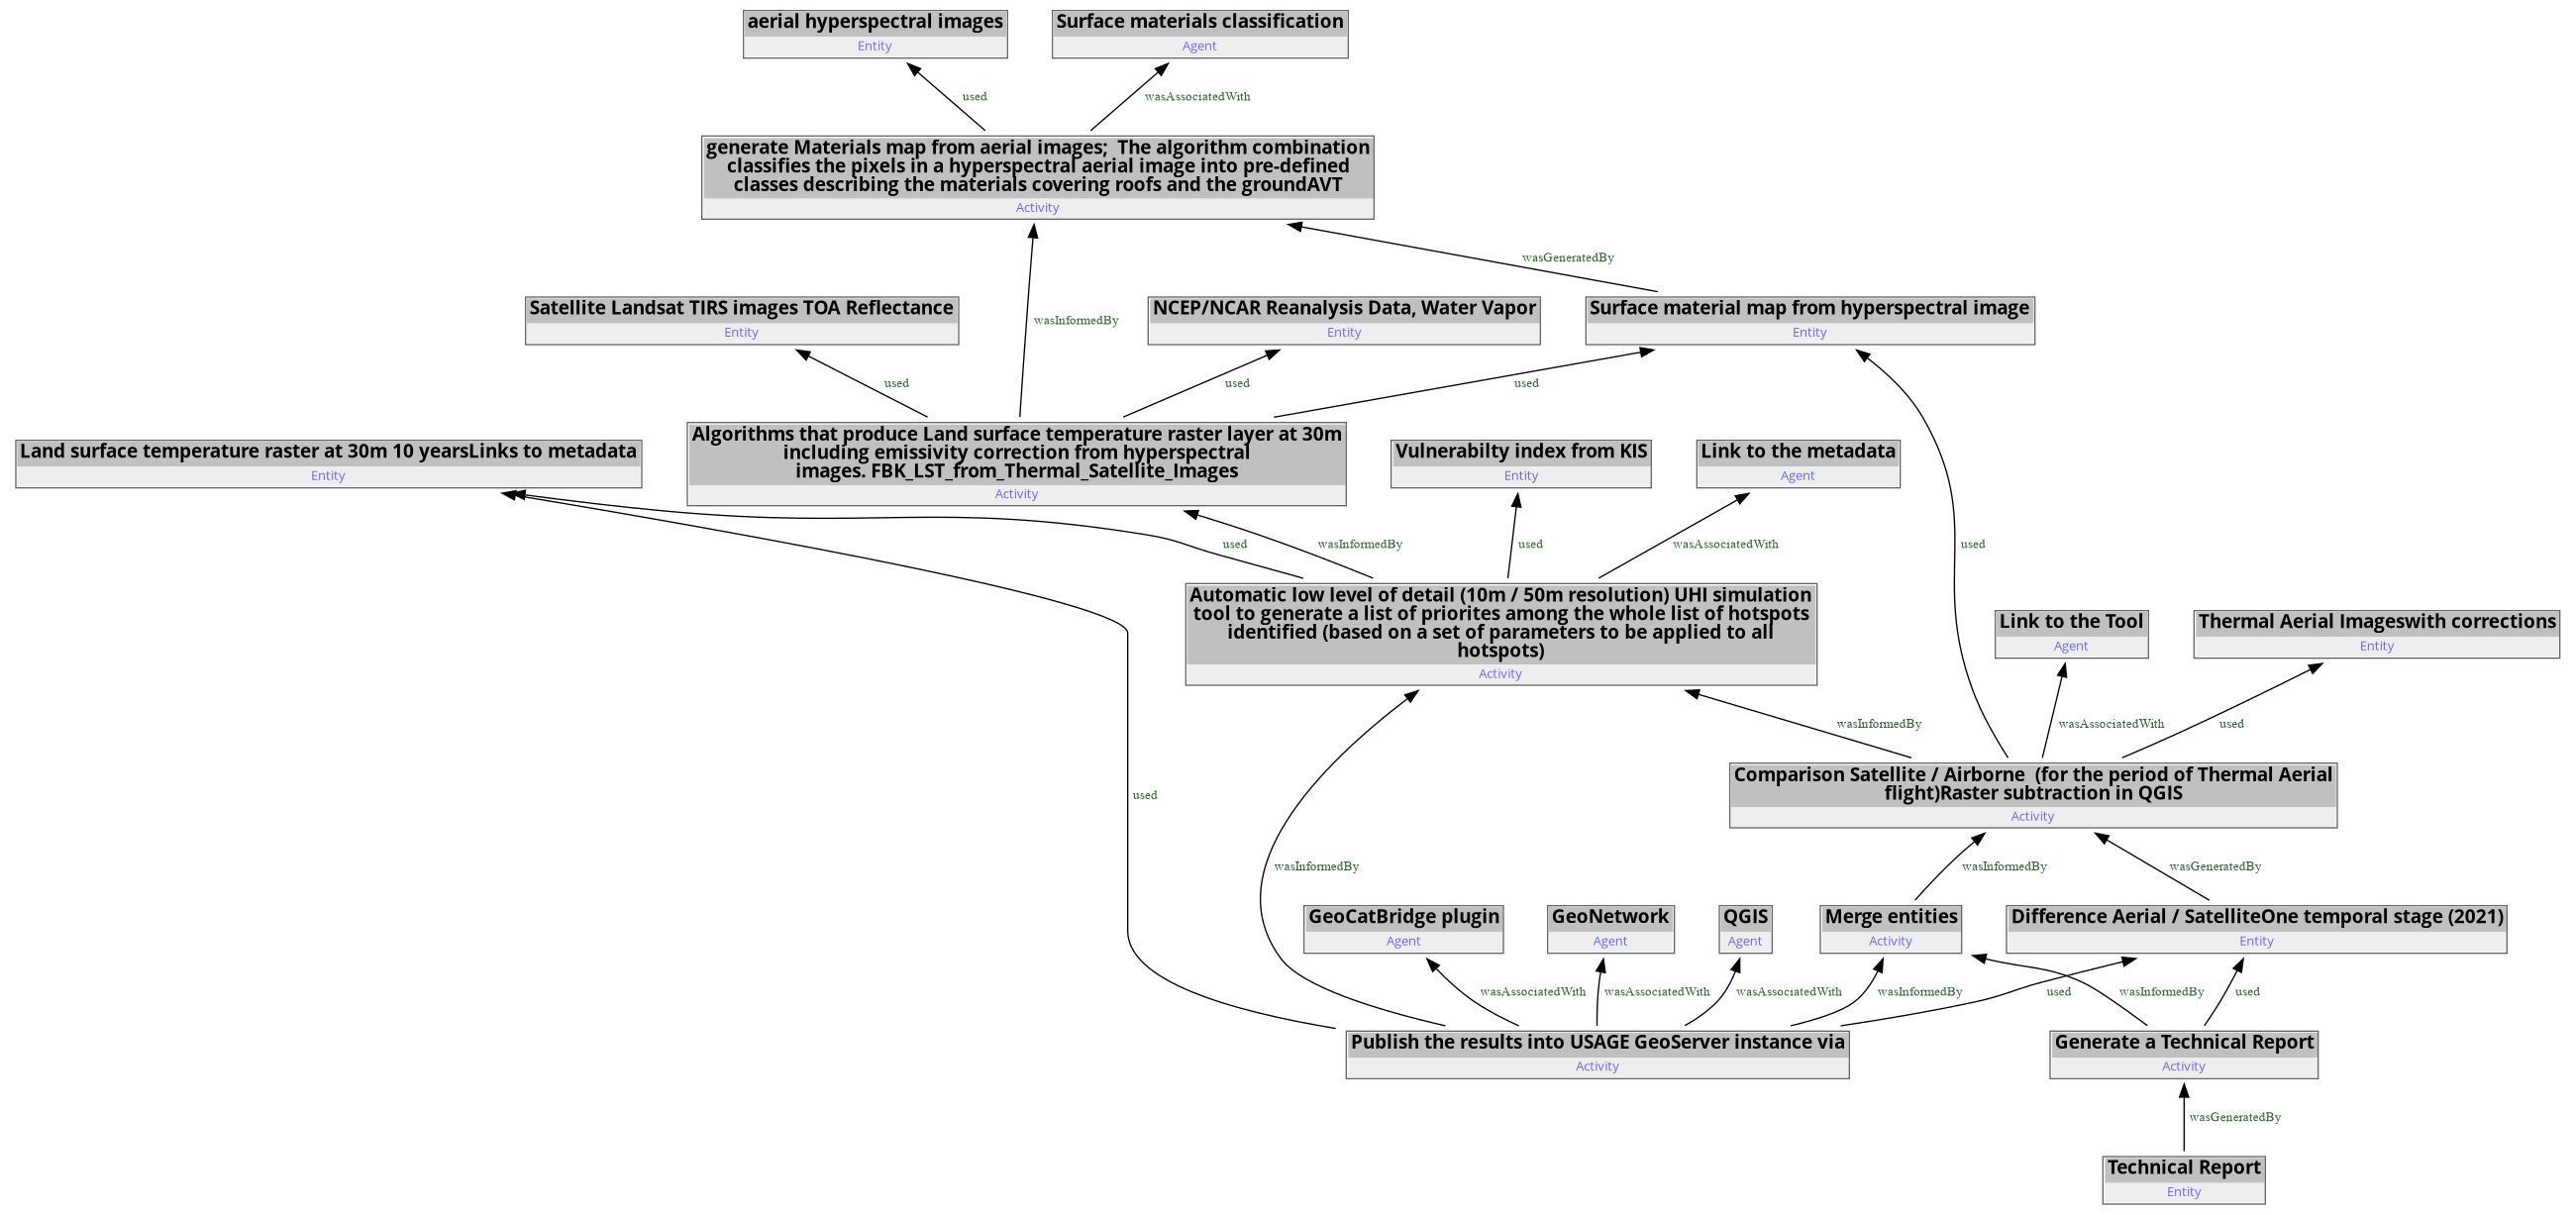 aerial hyperspectral images
Entity
Surface materials classification
Agent
used
wasAssociatedWith
generate Materials map from aerial images;  The algorithm combination
classifies the pixels in a hyperspectral aerial image into pre-defined
classes describing the materials covering roofs and the groundAVT
Activity
wasGeneratedBy
wasInformedBy
Satellite Landsat TIRS images TOA Reflectance
Entity
NCEP/NCAR Reanalysis Data, Water Vapor
Entity
Surface material map from hyperspectral image
Entity
used
used
used
Land surface temperature raster at 30m 10 yearsLinks to metadata
Entity
Algorithms that produce Land surface temperature raster layer at 30m
including emissivity correction from hyperspectral
images. FBK_LST_from_Thermal_Satellite_Images
Activity
Vulnerabilty index from KIS
Entity
Link to the metadata
Agent
used
wasInformedBy
used
wasAssociatedWith
used
Automatic low level of detail (10m / 50m resolution) UHI simulation
tool to generate a list of priorites among the whole list of hotspots
identified (based on a set of parameters to be applied to all
hotspots)
Activity
Link to the Tool
Agent
Thermal Aerial Imageswith corrections
Entity
wasInformedBy
wasAssociatedWith
used
used
Comparison Satellite / Airborne  (for the period of Thermal Aerial
flight)Raster subtraction in QGIS
Activity
wasInformedBy
wasInformedBy
wasGeneratedBy
GeoCatBridge plugin
Agent
GeoNetwork
Agent
QGIS
Agent
Merge entities
Activity
Difference Aerial / SatelliteOne temporal stage (2021)
Entity
wasAssociatedWith
wasAssociatedWith
wasAssociatedWith
wasInformedBy
used
wasInformedBy
used
Publish the results into USAGE GeoServer instance via
Activity
Generate a Technical Report
Activity
wasGeneratedBy
Technical Report
Entity